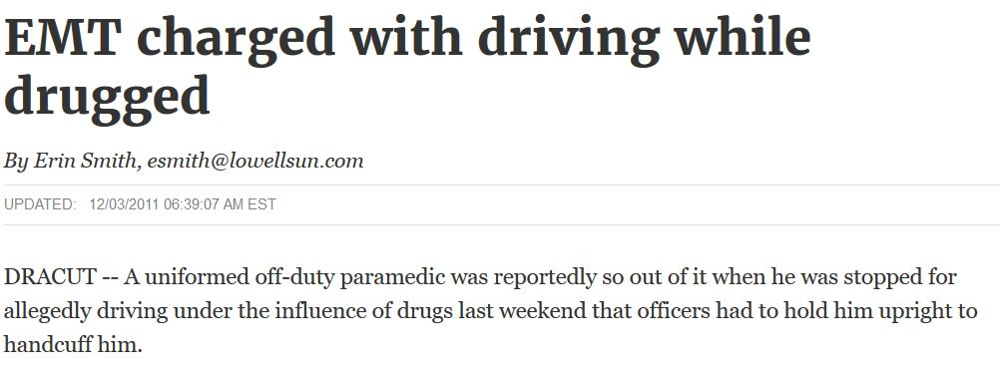 EMT charged with driving while
drugged
By Erin Smith, esmith@lowellsun.com
UPDATED: 12/03/2011 06:39:07 AM EST
DRACUT -- A uniformed off-duty paramedic was reportedly so out of it when he was stopped for
allegedly driving under the influence of drugs last weekend that officers had to hold him upright to
handcuff him.